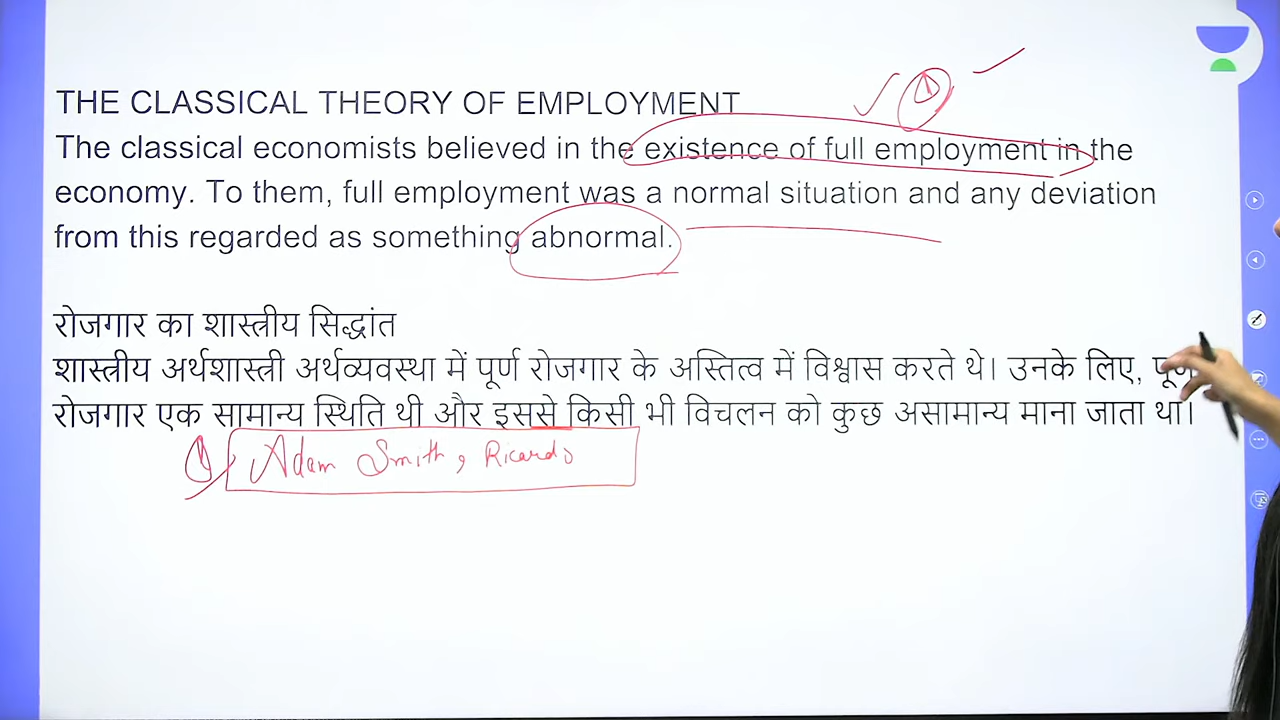 THE CLASSICAL THEORY OF EMPLOYMENT
The classical economists believed in the existence of full employment in the
economy. To them, full employment was a normal situation and any deviation
from this regarded as something abnormal.
रोजगार का शास्त्रीय सिद्धांत
शास्त्रीय अर्थशास्त्री अर्थव्यवस्था में पूर्ण रोजगार के अस्तित्व में विश्वास करते थे। उनके लिए, पूर्ण
रोजगार एक सामान्य स्थिति थी और इससे किसी भी विचलन को कुछ असामान्य माना जाता था।
Adam Smith, Ricardo